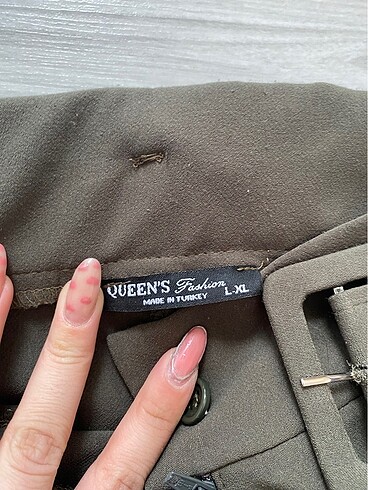 QUEEN'S Fashion
MADE IN TURKEY L-XL